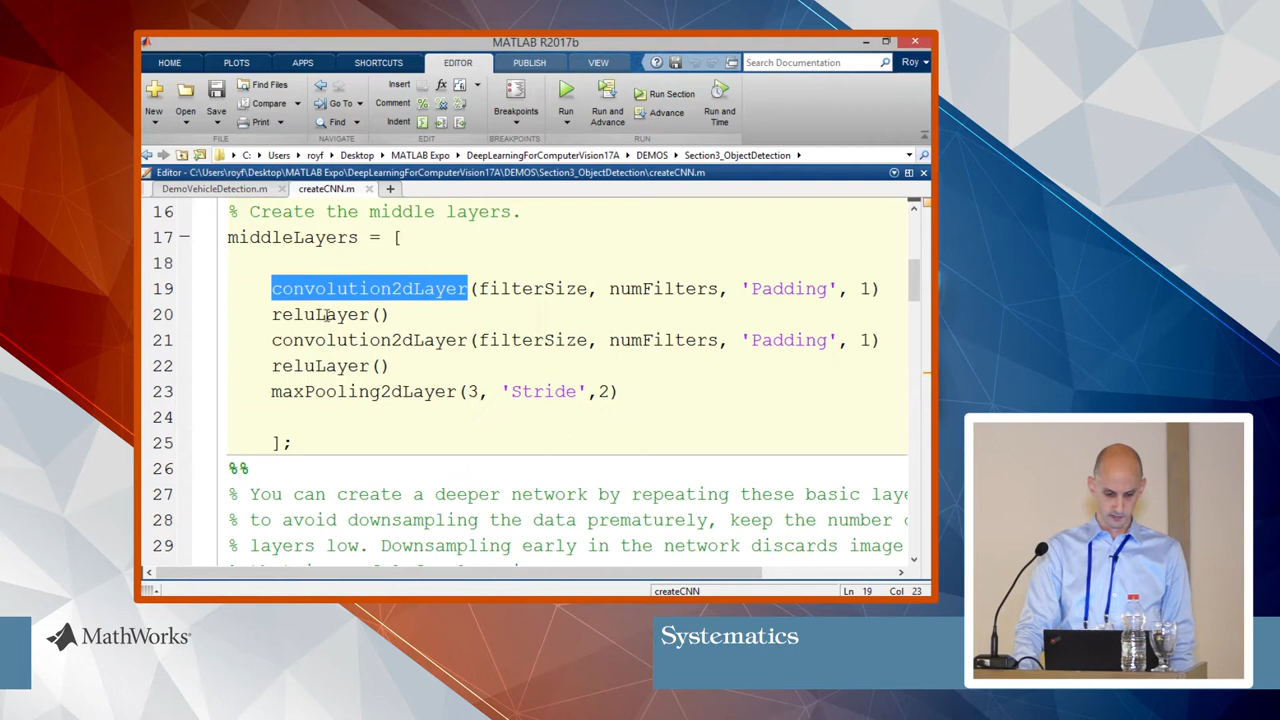 MATLAB R2017b
HOME PLOTS APPS SHORTCUTS EDITOR PUBLISH VIEW Search Documentation Roy
New Open Save Find Files Compare Print Go To Find Insert Comment Indent Breakpoints Run Run and Advance Run Section Advance Run and Time
FILE NAVIGATE EDIT BREAKPOINTS RUN
C: Users royf Desktop MATLAB Expo DeepLearningForComputerVision17A DEMOS Section3_ObjectDetection
Editor - C:\Users\royf\Desktop\MATLAB Expo\DeepLearningForComputerVision17A\DEMOS\Section3_ObjectDetection\createCNN.m
DemoVehicleDetection.m createCNN.m
16 % Create the middle layers.
17 middleLayers = [
18
19 convolution2dLayer(filterSize, numFilters, 'Padding', 1)
20 reluLayer()
21 convolution2dLayer(filterSize, numFilters, 'Padding', 1)
22 reluLayer()
23 maxPooling2dLayer(3, 'Stride',2)
24
25 ];
26 %%
27 % You can create a deeper network by repeating these basic laye
28 % to avoid downsampling the data prematurely, keep the number
29 % layers low. Downsampling early in the network discards image
createCNN Ln 19 Col 23
MathWorks
Systematics